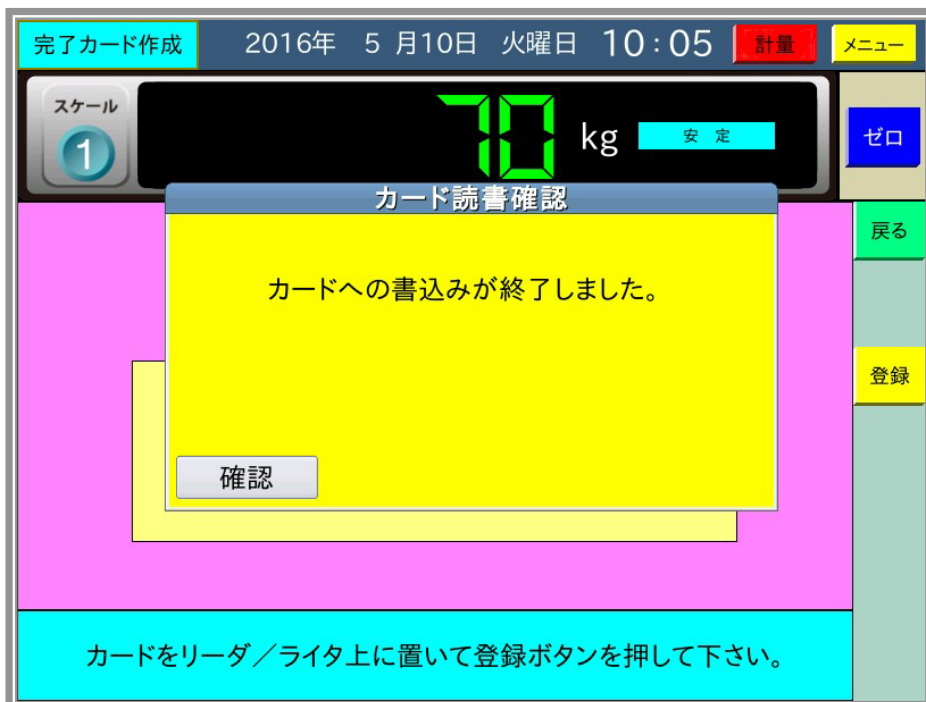 完了カード作成 2016年 5月10日 火曜日 10:05 計量 メニュー
スケール
1
70 kg 安定
ゼロ
カード読書確認
戻る
カードへの書込みが終了しました。
登録
確認
カードをリーダ/ライタ上に置いて登録ボタンを押して下さい。